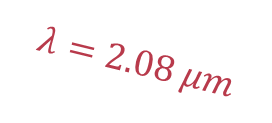 λ = 2.08 μm